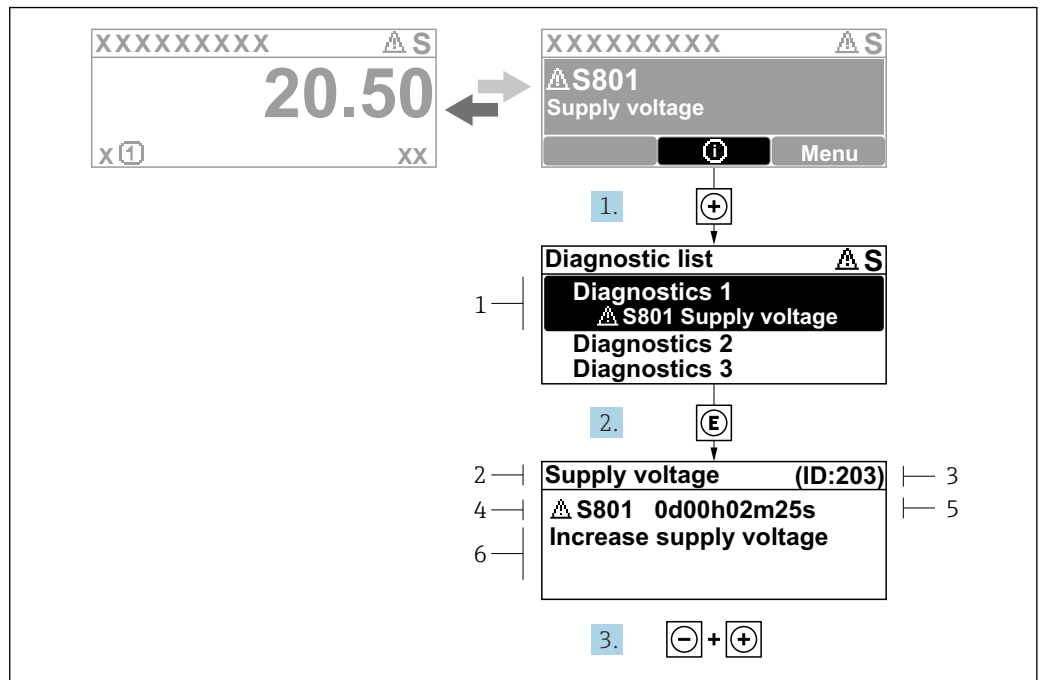 XXXXXXXXX ⚠ S
20.50
X 1 XX
XXXXXXXXX ⚠ S
⚠ S801
Supply voltage
i Menu
1. +
Diagnostic list ⚠ S
1
Diagnostics 1
⚠ S801 Supply voltage
Diagnostics 2
Diagnostics 3
2. E
2 Supply voltage (ID:203) 3
4 ⚠ S801 0d00h02m25s 5
6 Increase supply voltage
3. - + +